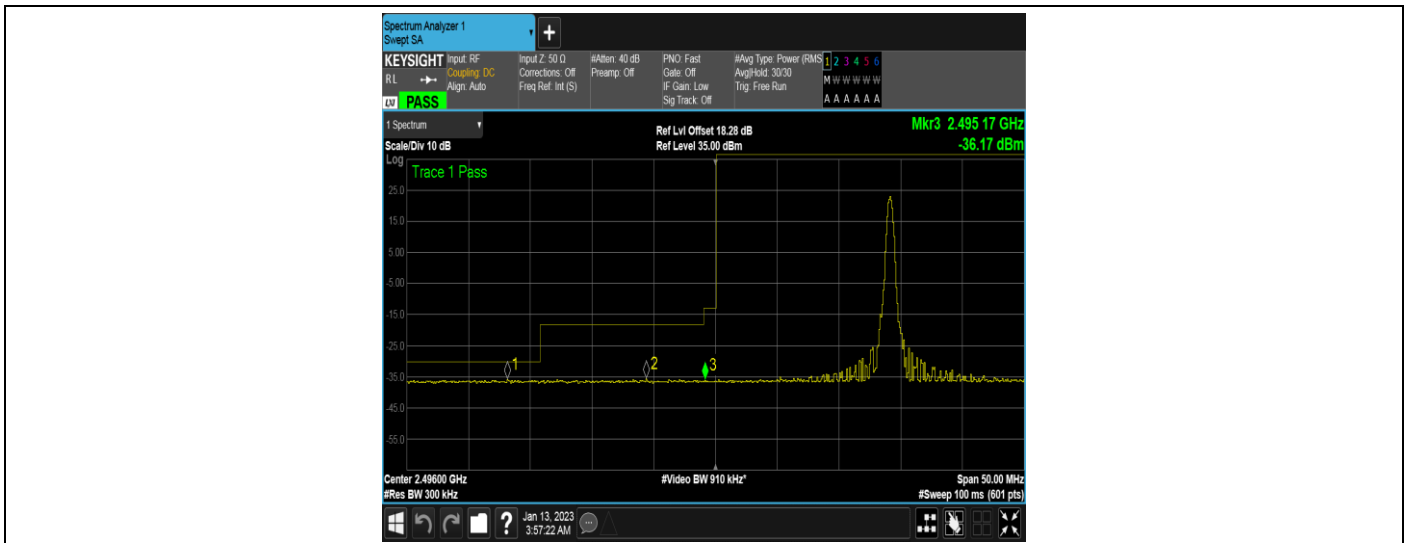 Spectrum Analyzer 1
Swept SA
+
KEYSIGHT
RL
LXI PASS
Input: RF
Coupling: DC
Align: Auto
Input Z: 50 Ω
Corrections: Off
Freq Ref: Int (S)
#Atten: 40 dB
Preamp: Off
PNO: Fast
Gate: Off
IF Gain: Low
Sig Track: Off
#Avg Type: Power (RMS
Avg|Hold: 30/30
Trig: Free Run
1 2 3 4 5 6
M W W W W W
A A A A A A
1 Spectrum
Scale/Div 10 dB
Ref Lvl Offset 18.28 dB
Ref Level 35.00 dBm
Mkr3 2.495 17 GHz
-36.17 dBm
Log
Trace 1 Pass
25.0
15.0
5.00
-5.00
-15.0
-25.0
-35.0
-45.0
-55.0
1
2
3
Center 2.49600 GHz
#Res BW 300 kHz
#Video BW 910 kHz*
Span 50.00 MHz
#Sweep 100 ms (601 pts)
?
Jan 13, 2023
3:57:22 AM